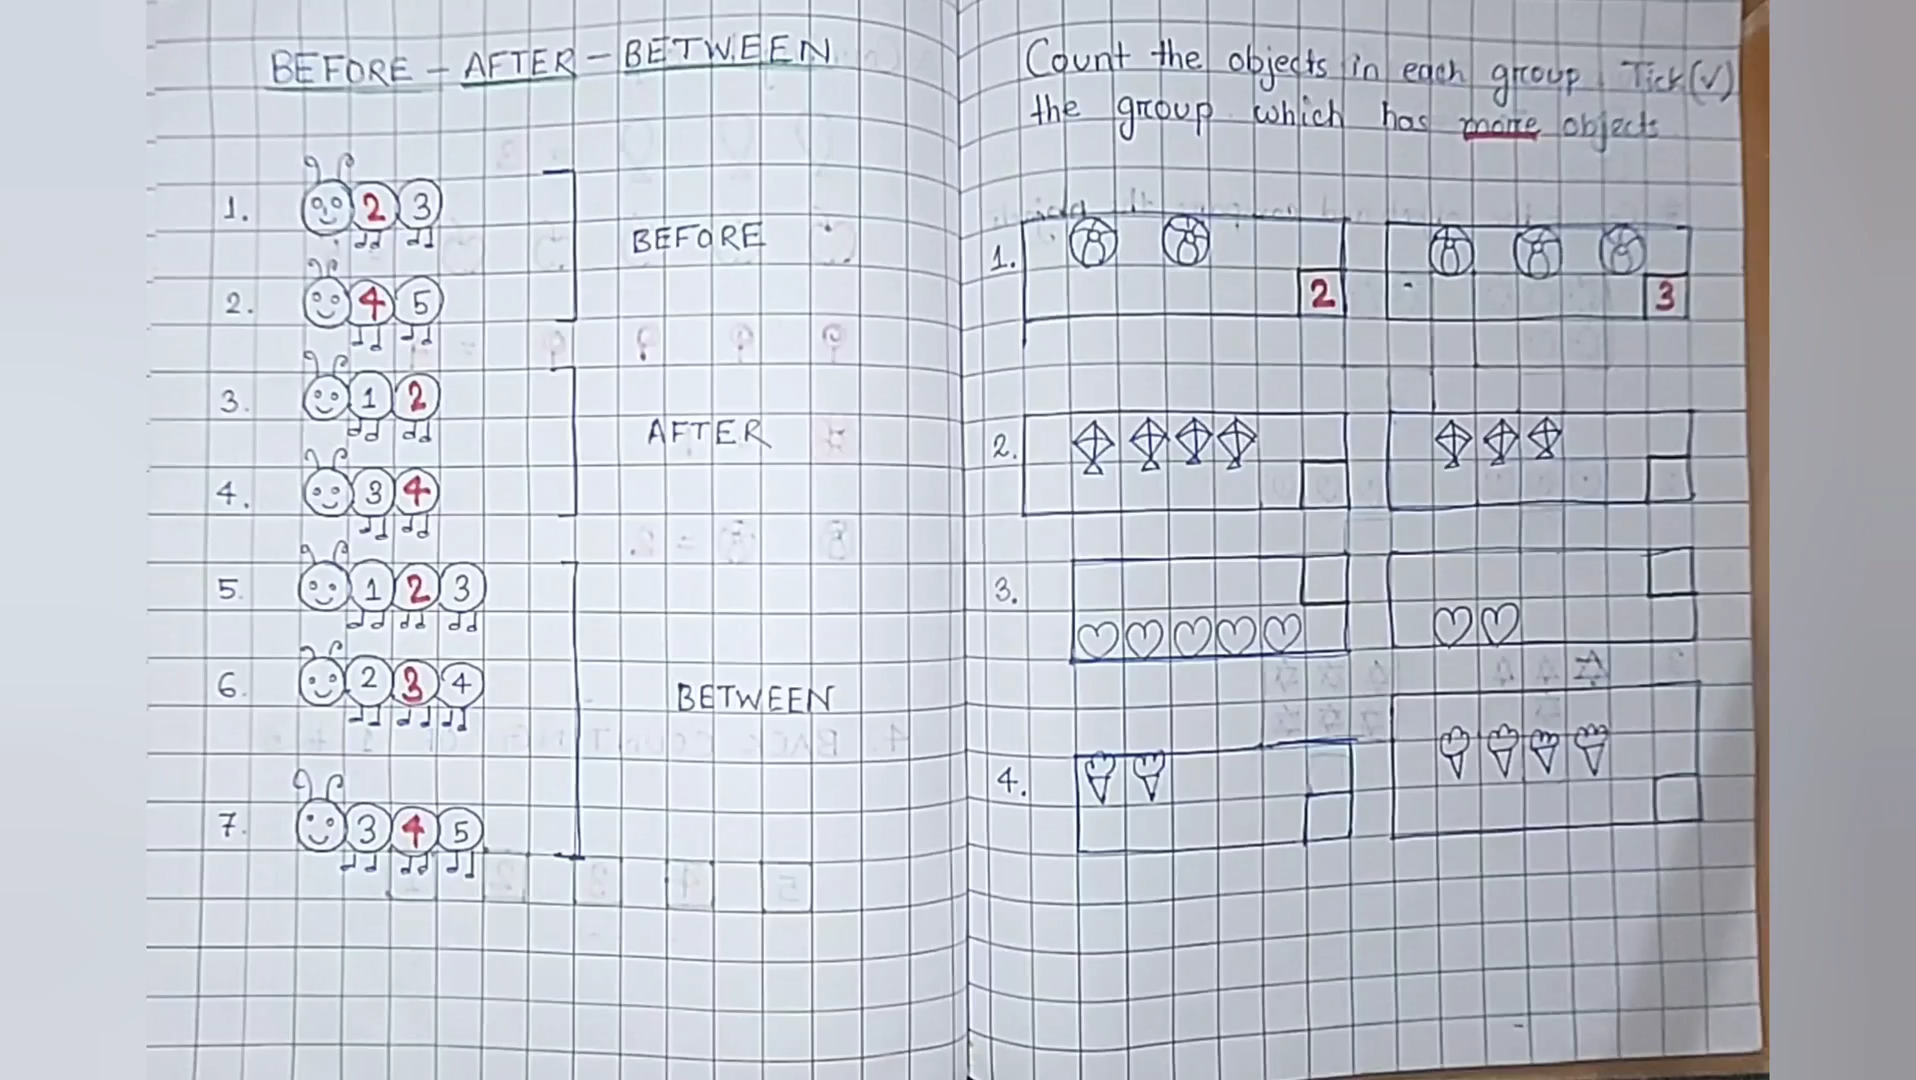 BEFORE - AFTER - BETWEEN
1. 2 3
BEFORE
2. 4 5
3. 1 2
AFTER
4. 3 4
5. 1 2 3
6. 2 3 4
BETWEEN
7. 3 4 5
Count the objects in each group. Tick(√)
the group which has more objects
1. 2 3
2.
3.
4.